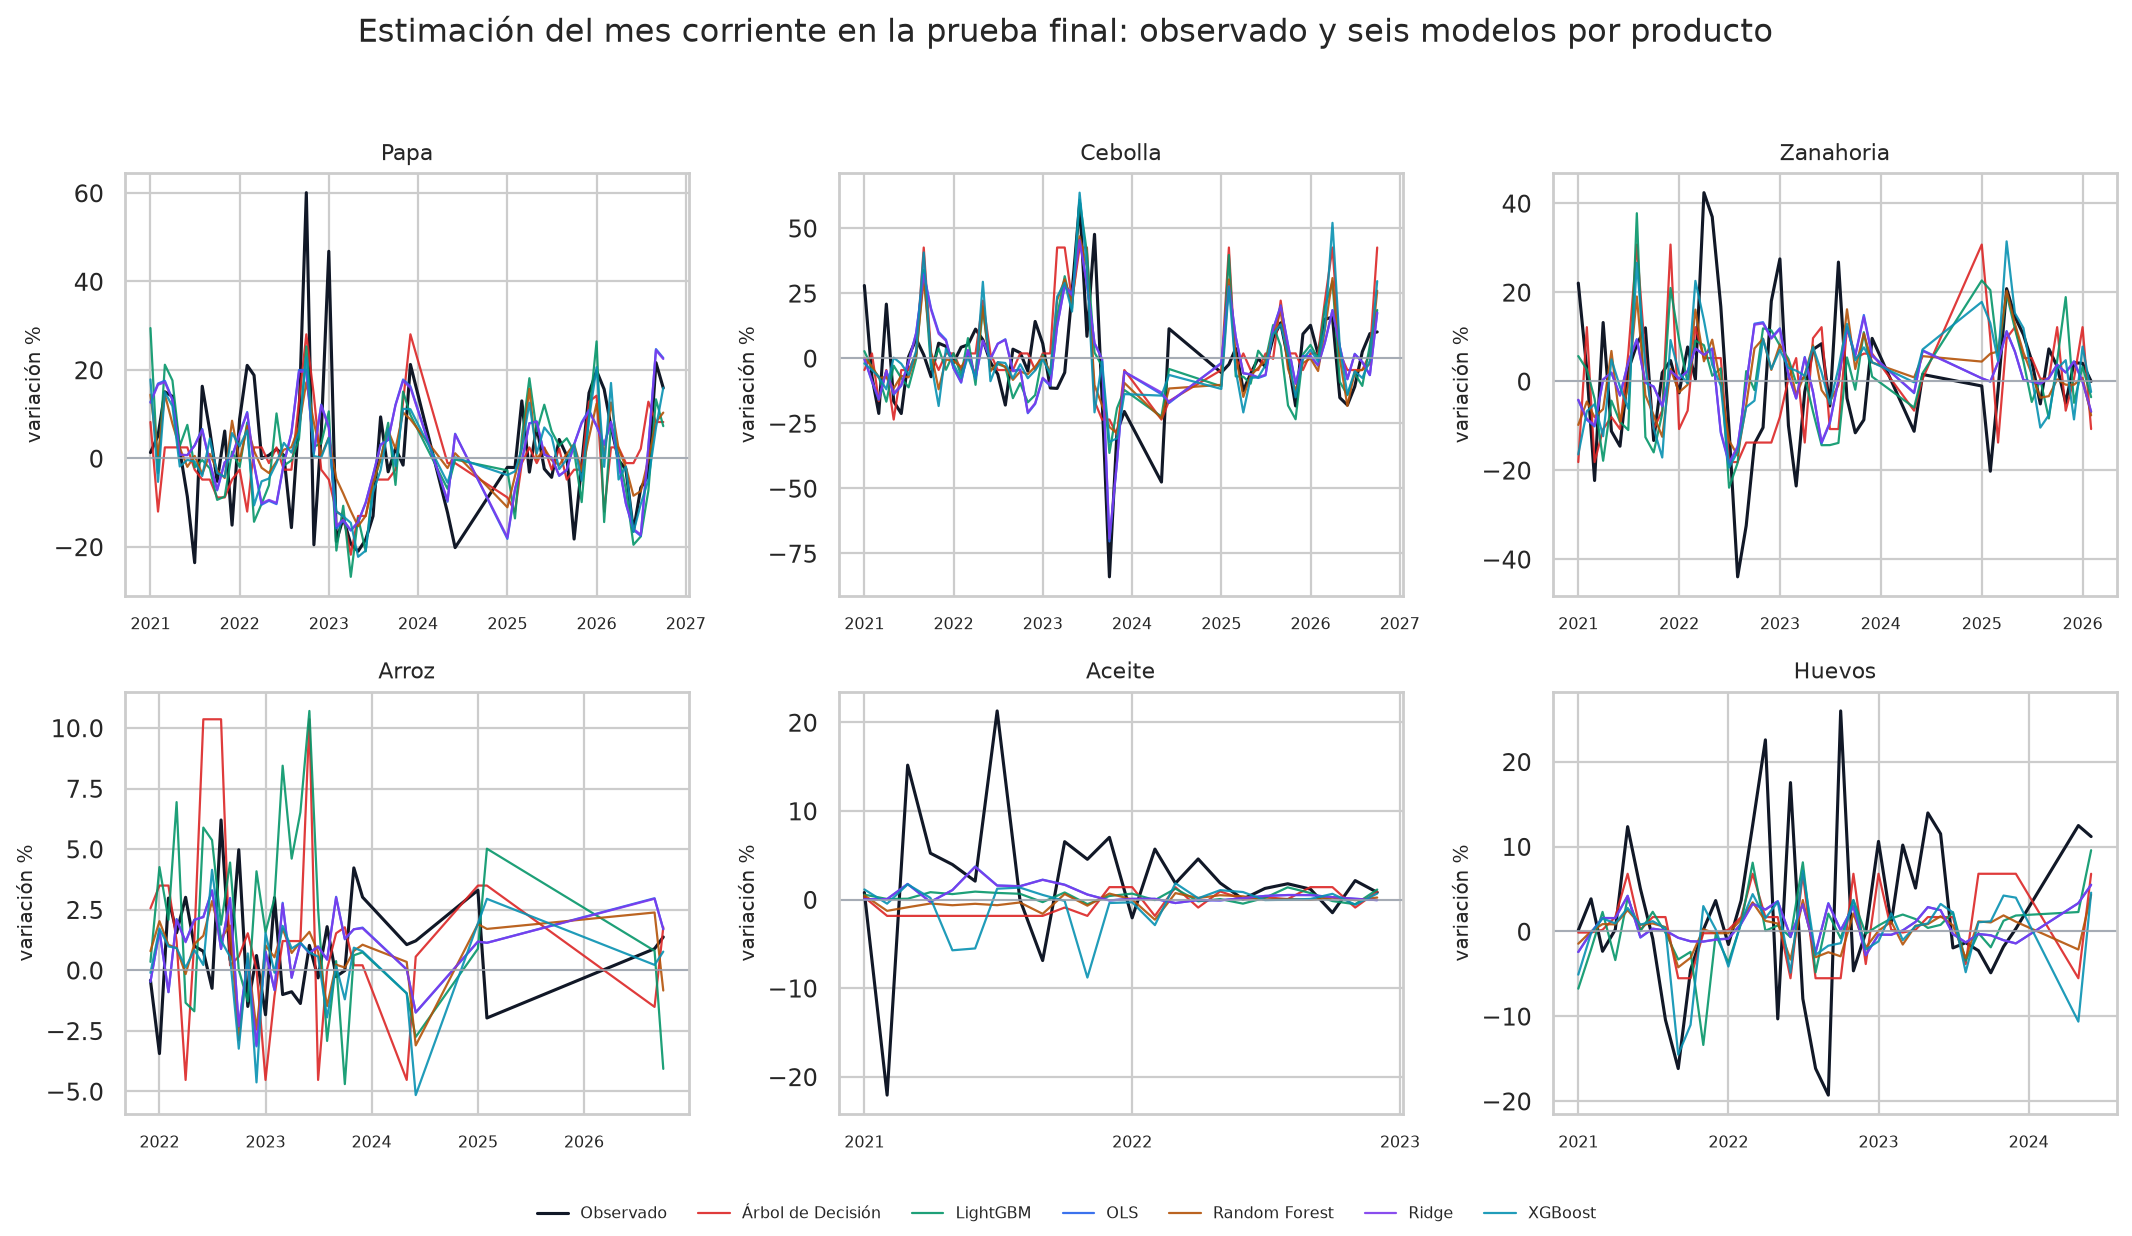 Estimación del mes corriente en la prueba final: observado y seis modelos por producto
Papa
variación %
60
40
20
0
−20
2021 2022 2023 2024 2025 2026 2027
Cebolla
variación %
50
25
0
−25
−50
−75
2021 2022 2023 2024 2025 2026 2027
Zanahoria
variación %
40
20
0
−20
−40
2021 2022 2023 2024 2025 2026
Arroz
variación %
10.0
7.5
5.0
2.5
0.0
−2.5
−5.0
2022 2023 2024 2025 2026
Aceite
variación %
20
10
0
−10
−20
2021 2022 2023
Huevos
variación %
20
10
0
−10
−20
2021 2022 2023 2024
Observado Árbol de Decisión LightGBM OLS Random Forest Ridge XGBoost